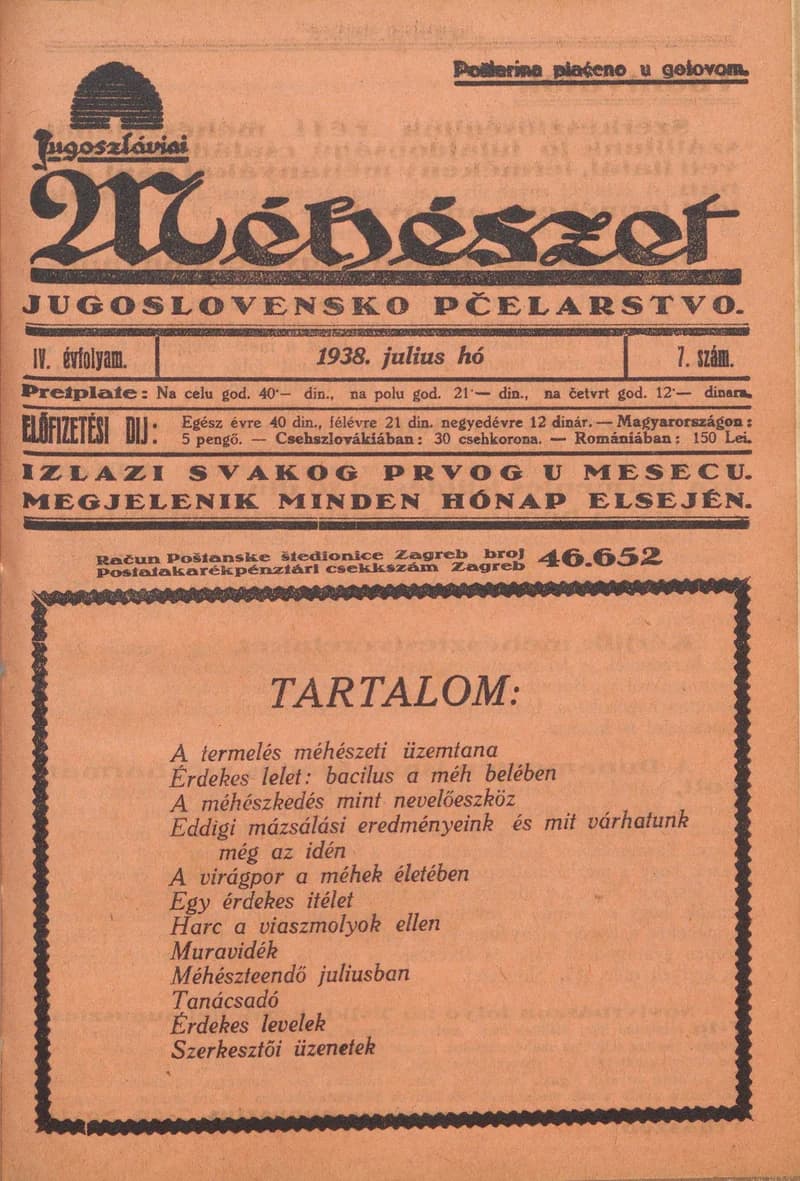 Poštarina plaćeno u gotovom.
Jugoszláviai
Méhészet
JUGOSLOVENSKO PČELARSTVO.
IV. évfolyam.
1938. julius hó
7. szám.
Pretplate: Na celu god. 40·— din., na polu god. 21·— din., na četvrt god. 12·— dinara.
ELŐFIZETÉSI DIJ:
Egész évre 40 din., félévre 21 din. negyedévre 12 dinár. — Magyarországon:
5 pengő. — Csehszlovákiában: 30 csehkorona. — Romániában: 150 Lei.
IZLAZI SVAKOG PRVOG U MESECU.
MEGJELENIK MINDEN HÓNAP ELSEJÉN.
Račun Poštanske štedionice Zagreb broj
Postatakarékpénztári csekkszám Zagreb
46.652
TARTALOM:
A termelés méhészeti üzemtana
Érdekes lelet: bacilus a méh belében
A méhészkedés mint nevelőeszköz
Eddigi mázsálási eredményeink és mit várhatunk
még az idén
A virágpor a méhek életében
Egy érdekes itélet
Harc a viaszmolyok ellen
Muravidék
Méhészteendő juliusban
Tanácsadó
Érdekes levelek
Szerkesztői üzenetek